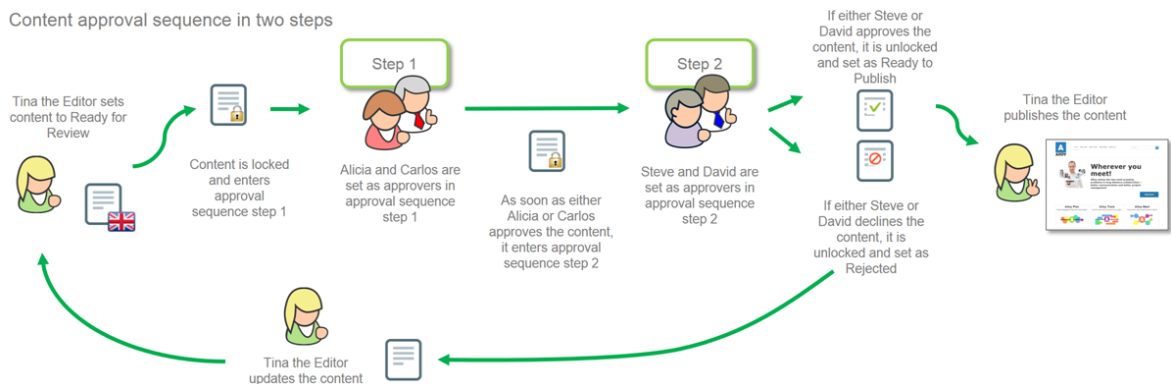 Content approval sequence in two steps
Tina the Editor sets
content to Ready for
Review
Content is locked
and enters
approval
sequence step 1
Step 1
Alicia and Carlos are
set as approvers in
approval sequence
step 1
As soon as either
Alicia or Carlos
approves the content,
it enters approval
sequence step 2
Step 2
Steve and David are
set as approvers in
approval sequence
step 2
If either Steve or
David approves the
content, it is unlocked
and set as Ready to
Publish
If either Steve or
David declines the
content, it is
unlocked and set as
Rejected
Tina the Editor
publishes the content
Wherever you
meet!
Tina the Editor
updates the content